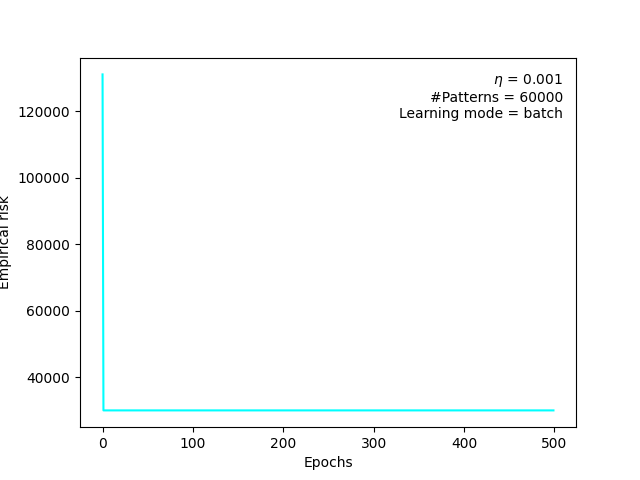 η = 0.001
#Patterns = 60000
Learning mode = batch
120000
100000
80000
60000
40000
Empirical risk
0 100 200 300 400 500
Epochs